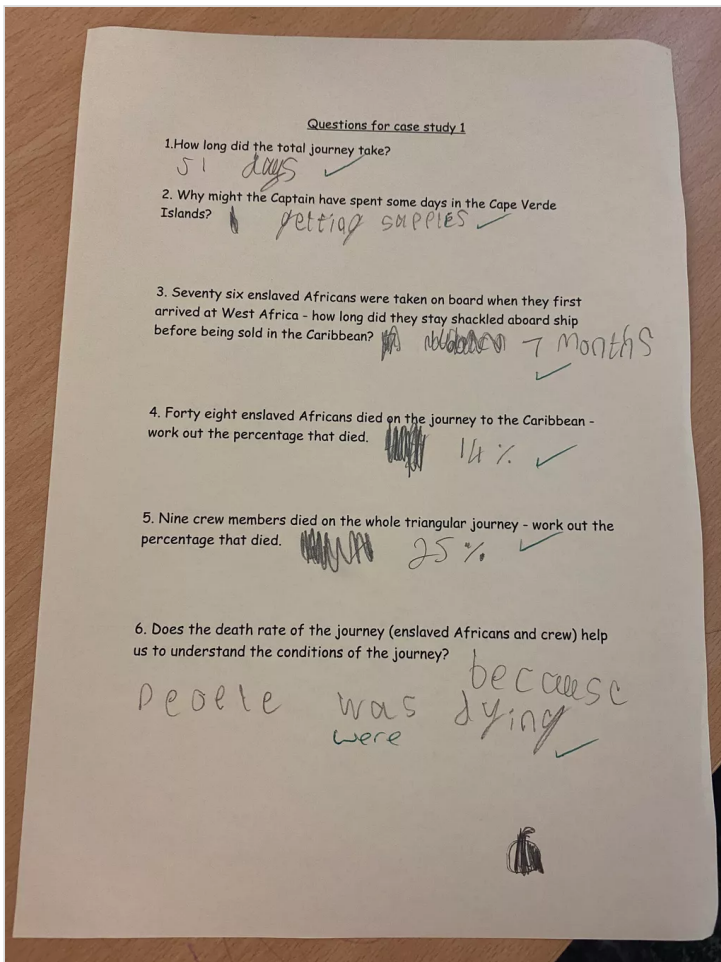 Questions for case study 1
1.How long did the total journey take?
51 days
2. Why might the Captain have spent some days in the Cape Verde
Islands? getting sapples
3. Seventy six enslaved Africans were taken on board when they first
arrived at West Africa - how long did they stay shackled aboard ship
before being sold in the Caribbean? 7 Months
4. Forty eight enslaved Africans died on the journey to the Caribbean -
work out the percentage that died. 14%
5. Nine crew members died on the whole triangular journey - work out the
percentage that died. 25%
6. Does the death rate of the journey (enslaved Africans and crew) help
us to understand the conditions of the journey? because
people was dying
were